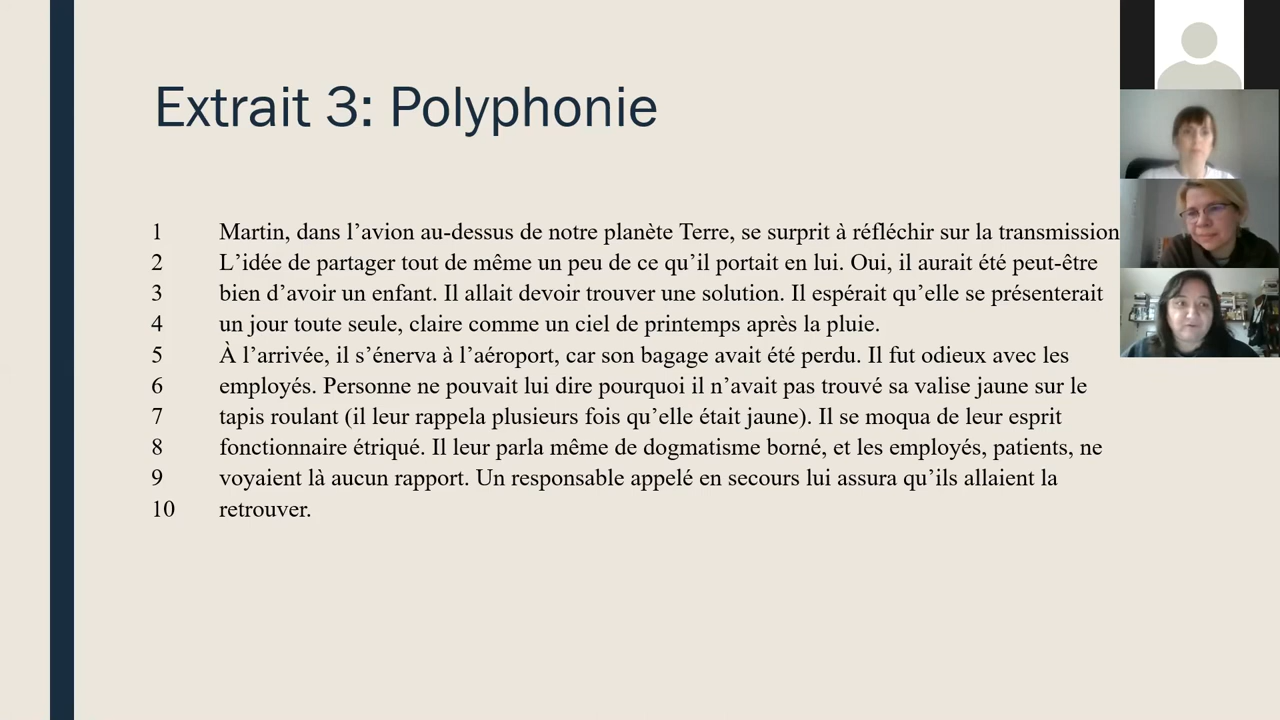 Extrait 3: Polyphonie
1 Martin, dans l’avion au-dessus de notre planète Terre, se surprit à réfléchir sur la transmission
2 L’idée de partager tout de même un peu de ce qu’il portait en lui. Oui, il aurait été peut-être
3 bien d’avoir un enfant. Il allait devoir trouver une solution. Il espérait qu’elle se présenterait
4 un jour toute seule, claire comme un ciel de printemps après la pluie.
5 À l’arrivée, il s’énerva à l’aéroport, car son bagage avait été perdu. Il fut odieux avec les
6 employés. Personne ne pouvait lui dire pourquoi il n’avait pas trouvé sa valise jaune sur le
7 tapis roulant (il leur rappela plusieurs fois qu’elle était jaune). Il se moqua de leur esprit
8 fonctionnaire étriqué. Il leur parla même de dogmatisme borné, et les employés, patients, ne
9 voyaient là aucun rapport. Un responsable appelé en secours lui assura qu’ils allaient la
10 retrouver.